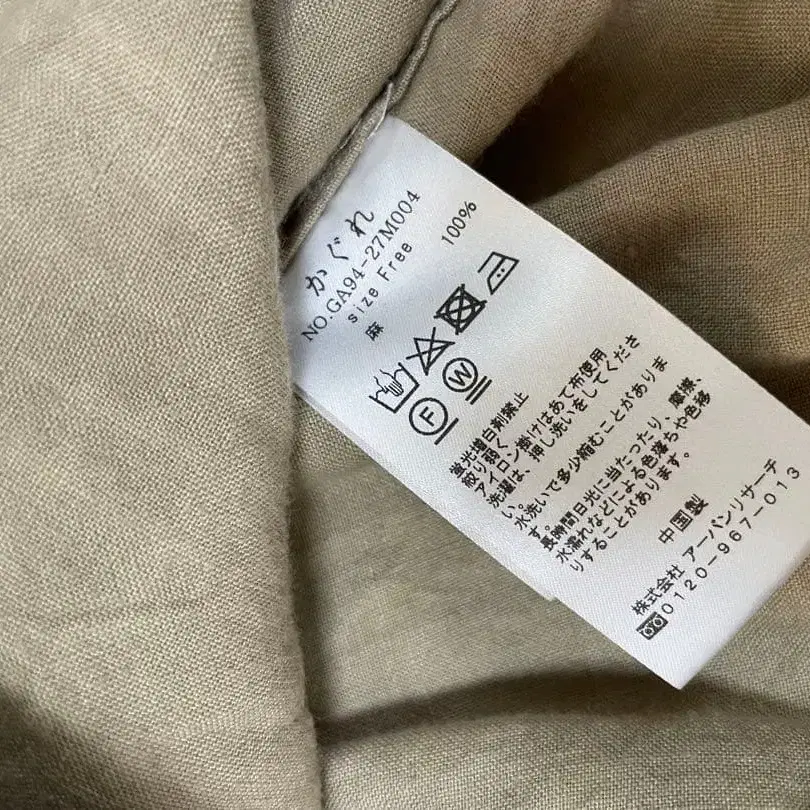 かぐれ
NO.GA94-27M004
size Free
麻 100%
F W
蛍光増白剤禁止
絞り弱く
アイロン掛けはあて布使用
洗濯は、押し洗いをしてくださ
い。
水洗いで多少縮むことがありま
す。
長時間日光に当たったり、摩擦、
水濡れなどによる色落ちや色移
りすることがあります。
中国製
株式会社 アーバンリサーチ
0120-967-013